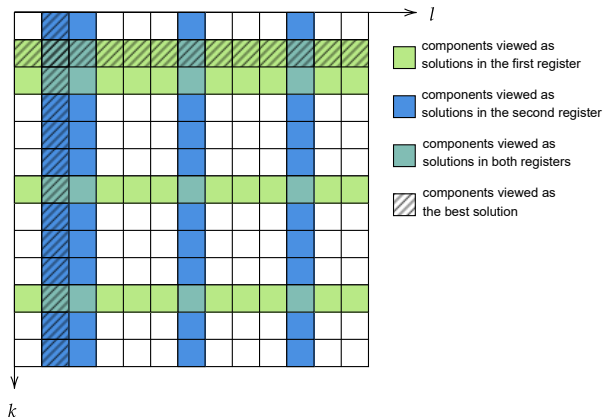 l
components viewed as
solutions in the first register
components viewed as
solutions in the second register
components viewed as
solutions in both registers
components viewed as
the best solution
k